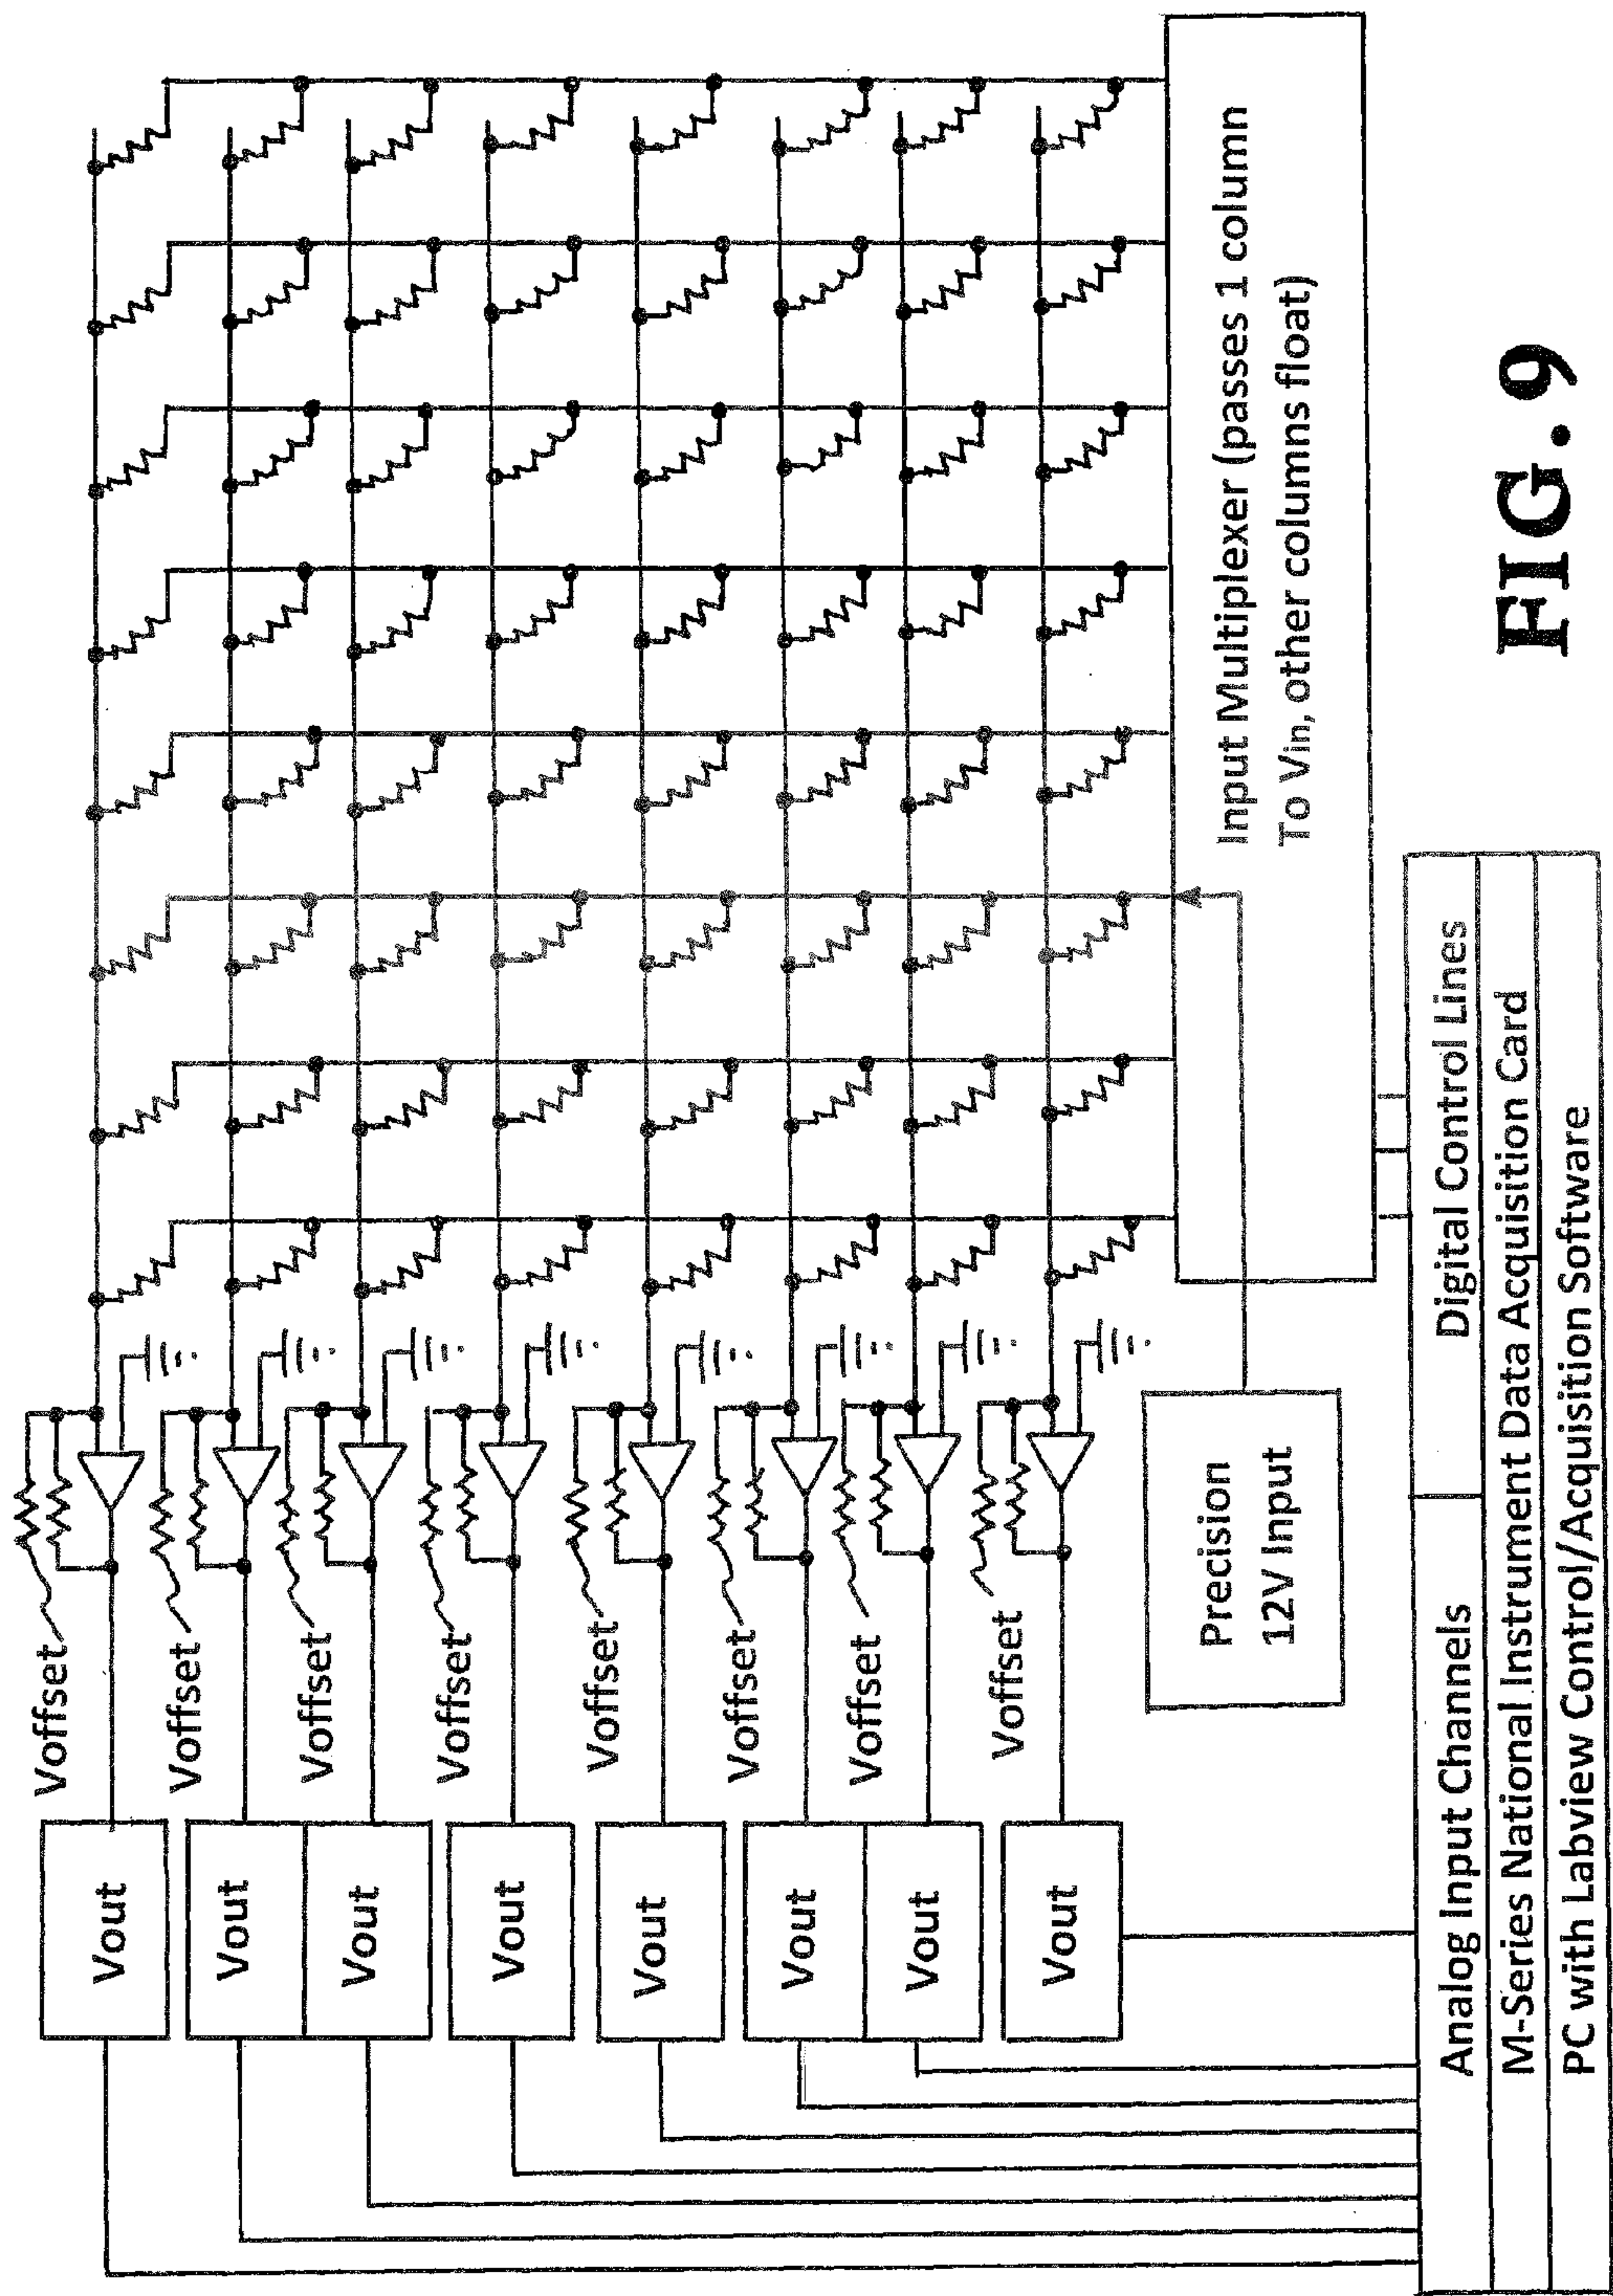 Vout
Voffset
Vout
Voffset
Vout
Voffset
Vout
Voffset
Vout
Voffset
Vout
Voffset
Vout
Voffset
Vout
Voffset
Precision
12V Input
Input Multiplexer (passes 1 column
To Vin, other columns float)
Analog Input Channels
Digital Control Lines
M-Series National Instrument Data Acquisition Card
PC with Labview Control/Acquisition Software
FIG. 9